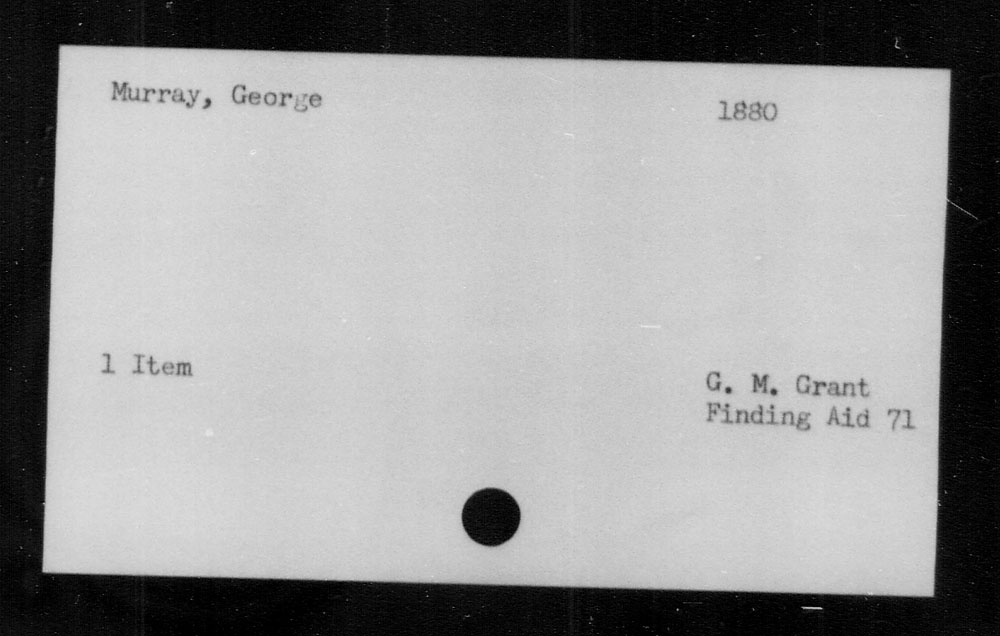 Murray, George
1880
1 Item
G. M. Grant
Finding Aid 71